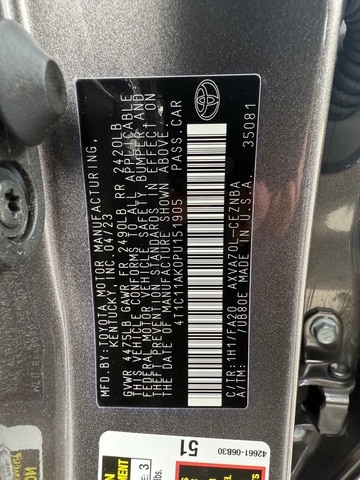 MFD.BY:TOYOTA MOTOR MANUFACTURING,
KENTUCKY, INC. 04/23
GVWR 4475LB GAWR FR 2490LB RR 2420LB
THIS VEHICLE CONFORMS TO ALL APPLICABLE
FEDERAL MOTOR VEHICLE SAFETY, BUMPER AND
THEFT PREVENTION STANDARDS IN EFFECT ON
THE DATE OF MANUFACTURE SHOWN ABOVE.
4T1C11AK0PU151905 PASS.CAR
C/TR:1H1/FA20 AXVA70L-CEZNBA
/UB80E MADE IN U.S.A. 35081
42661-06B30
51